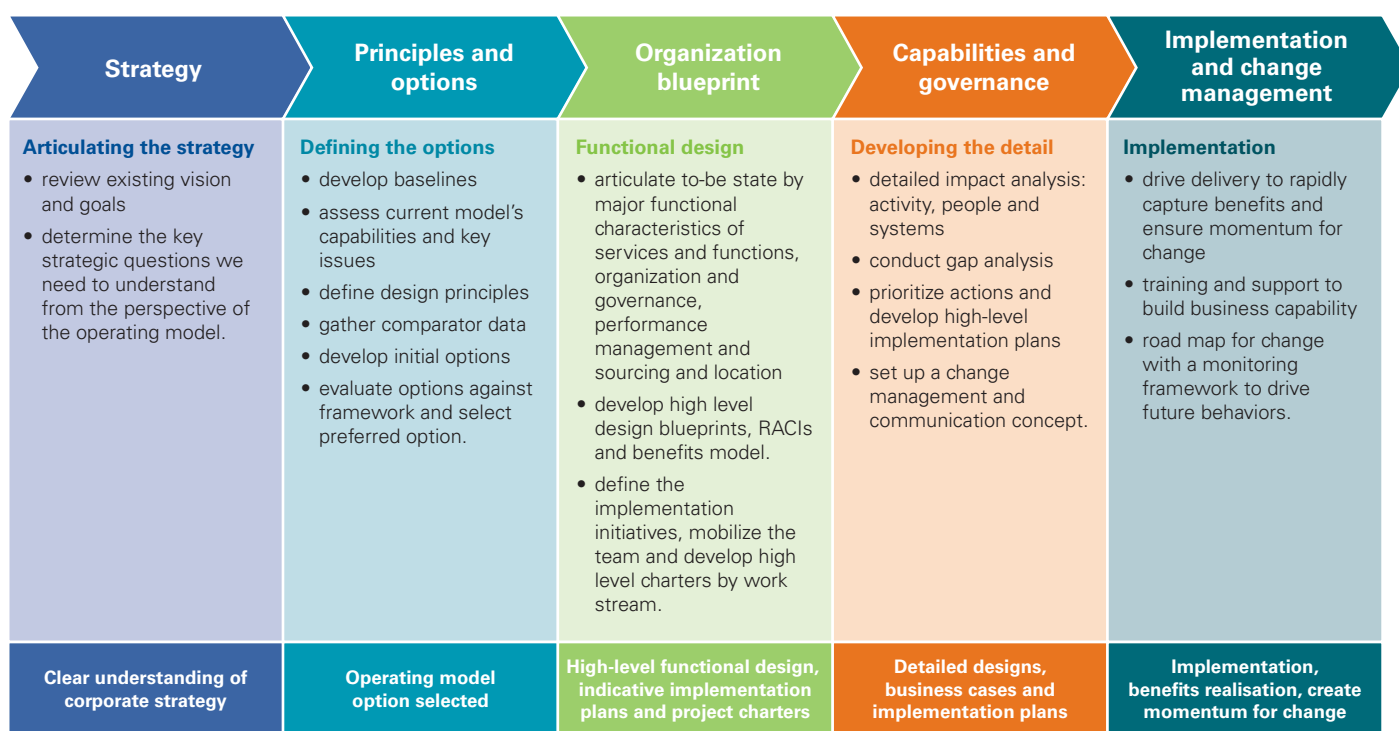 Strategy
Principles and
options
Organization
blueprint
Capabilities and
governance
Implementation
and change
management
Articulating the strategy
• review existing vision
and goals
• determine the key
strategic questions we
need to understand
from the perspective of
the operating model.
Defining the options
• develop baselines
• assess current model’s
capabilities and key
issues
• define design principles
• gather comparator data
• develop initial options
• evaluate options against
framework and select
preferred option.
Functional design
• articulate to-be state by
major functional
characteristics of
services and functions,
organization and
governance,
performance
management and
sourcing and location
• develop high level
design blueprints, RACIs
and benefits model.
• define the
implementation
initiatives, mobilize the
team and develop high
level charters by work
stream.
Developing the detail
• detailed impact analysis:
activity, people and
systems
• conduct gap analysis
• prioritize actions and
develop high-level
implementation plans
• set up a change
management and
communication concept.
Implementation
• drive delivery to rapidly
capture benefits and
ensure momentum for
change
• training and support to
build business capability
• road map for change
with a monitoring
framework to drive
future behaviors.
Clear understanding of
corporate strategy
Operating model
option selected
High-level functional design,
indicative implementation
plans and project charters
Detailed designs,
business cases and
implementation plans
Implementation,
benefits realisation, create
momentum for change